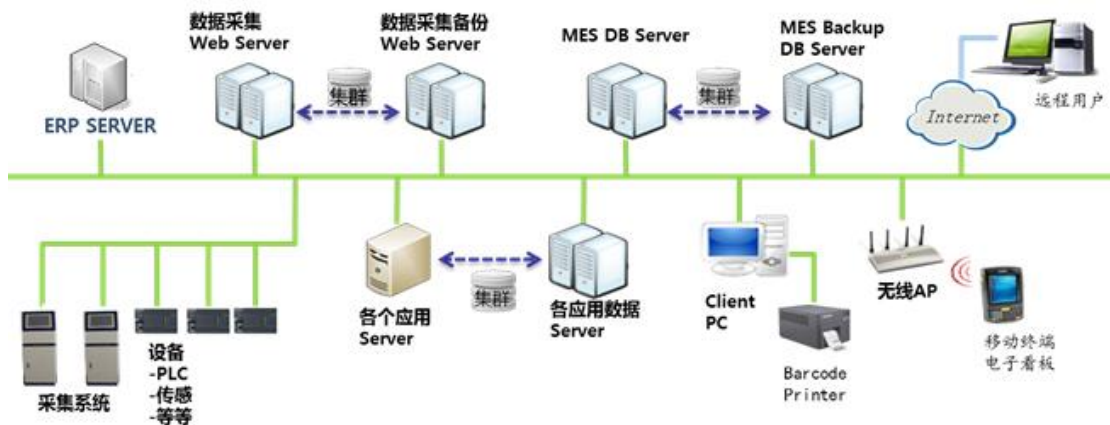 数据采集
Web Server
数据采集备份
Web Server
MES DB Server
MES Backup
DB Server
集群
集群
ERP SERVER
Internet
远程用户
各个应用
Server
集群
各应用数据
Server
Client
PC
无线AP
Barcode
Printer
移动终端
电子看板
采集系统
设备
-PLC
-传感
-等等